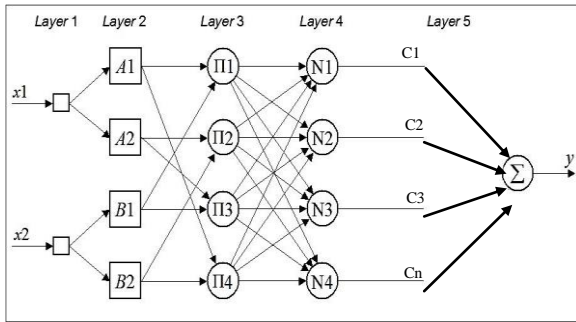 Layer 1 Layer 2 Layer 3 Layer 4 Layer 5
A1 Π1 N1 C1
x1
A2 Π2 N2 C2
Σ y
B1 Π3 N3 C3
x2
B2 Π4 N4 Cn